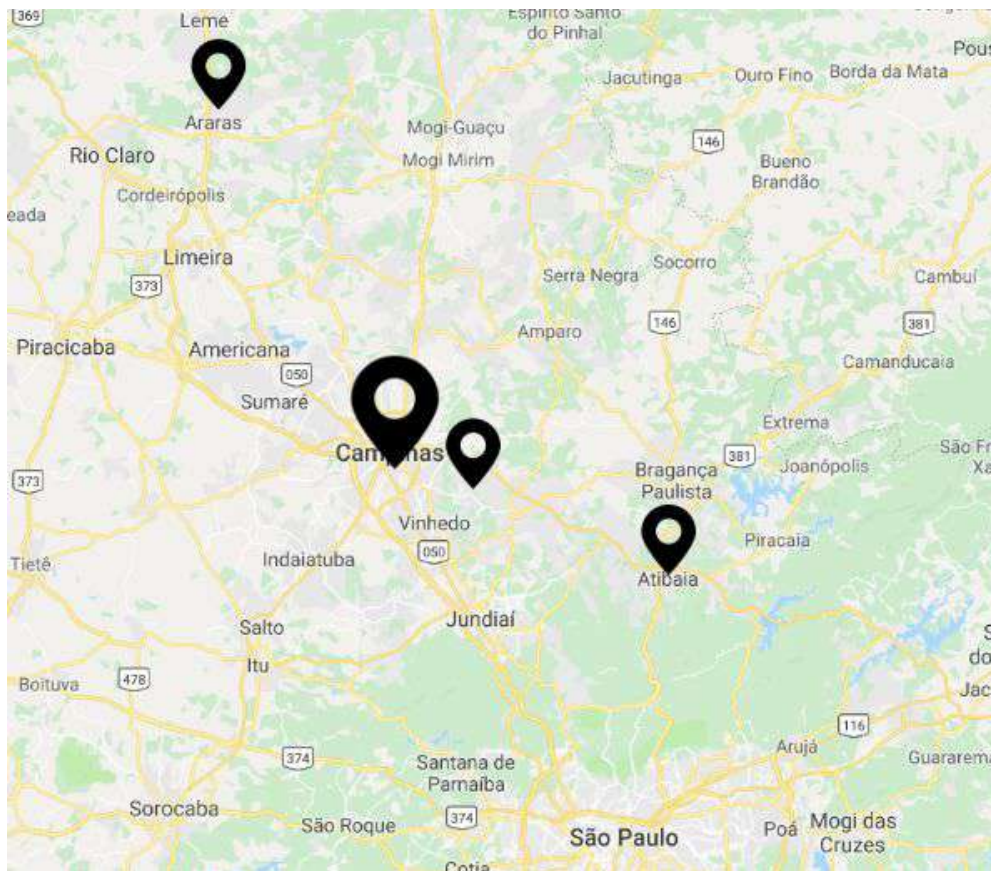 369
Leme
Espírito Santo
do Pinhal
Jacutinga
Ouro Fino
Borda da Mata
Pous
Araras
Mogi-Guaçu
Mogi Mirim
146
Rio Claro
Bueno
Brandão
Cordeirópolis
eada
Limeira
Serra Negra
Socorro
Cambuí
373
146
381
Piracicaba
Americana
Amparo
Camanducaia
050
Sumaré
Extrema
Campinas
381
São Fr
Xa
Joanópolis
Bragança
Paulista
373
Vinhedo
050
Piracaia
Tietê
Indaiatuba
Atibaia
Salto
Jundiaí
S
do
Itu
Boituva
478
Jac
116
374
Arujá
Guararema
Santana de
Parnaíba
Sorocaba
São Roque
374
São Paulo
Poá
Mogi das
Cruzes
Cotia